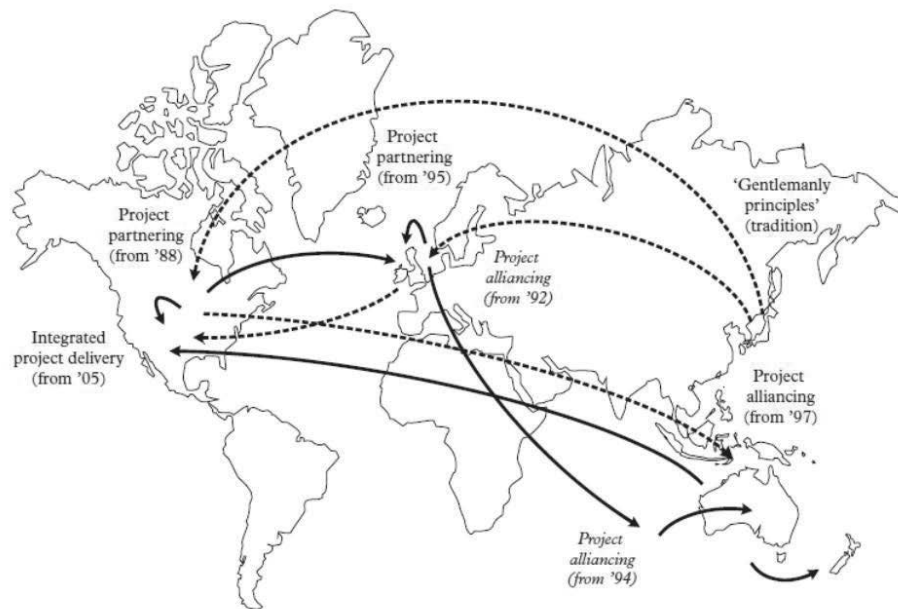 Project
partnering
(from '95)
'Gentlemanly
principles'
(tradition)
Project
partnering
(from '88)
Project
alliancing
(from '92)
Integrated
project delivery
(from '05)
Project
alliancing
(from '97)
Project
alliancing
(from '94)